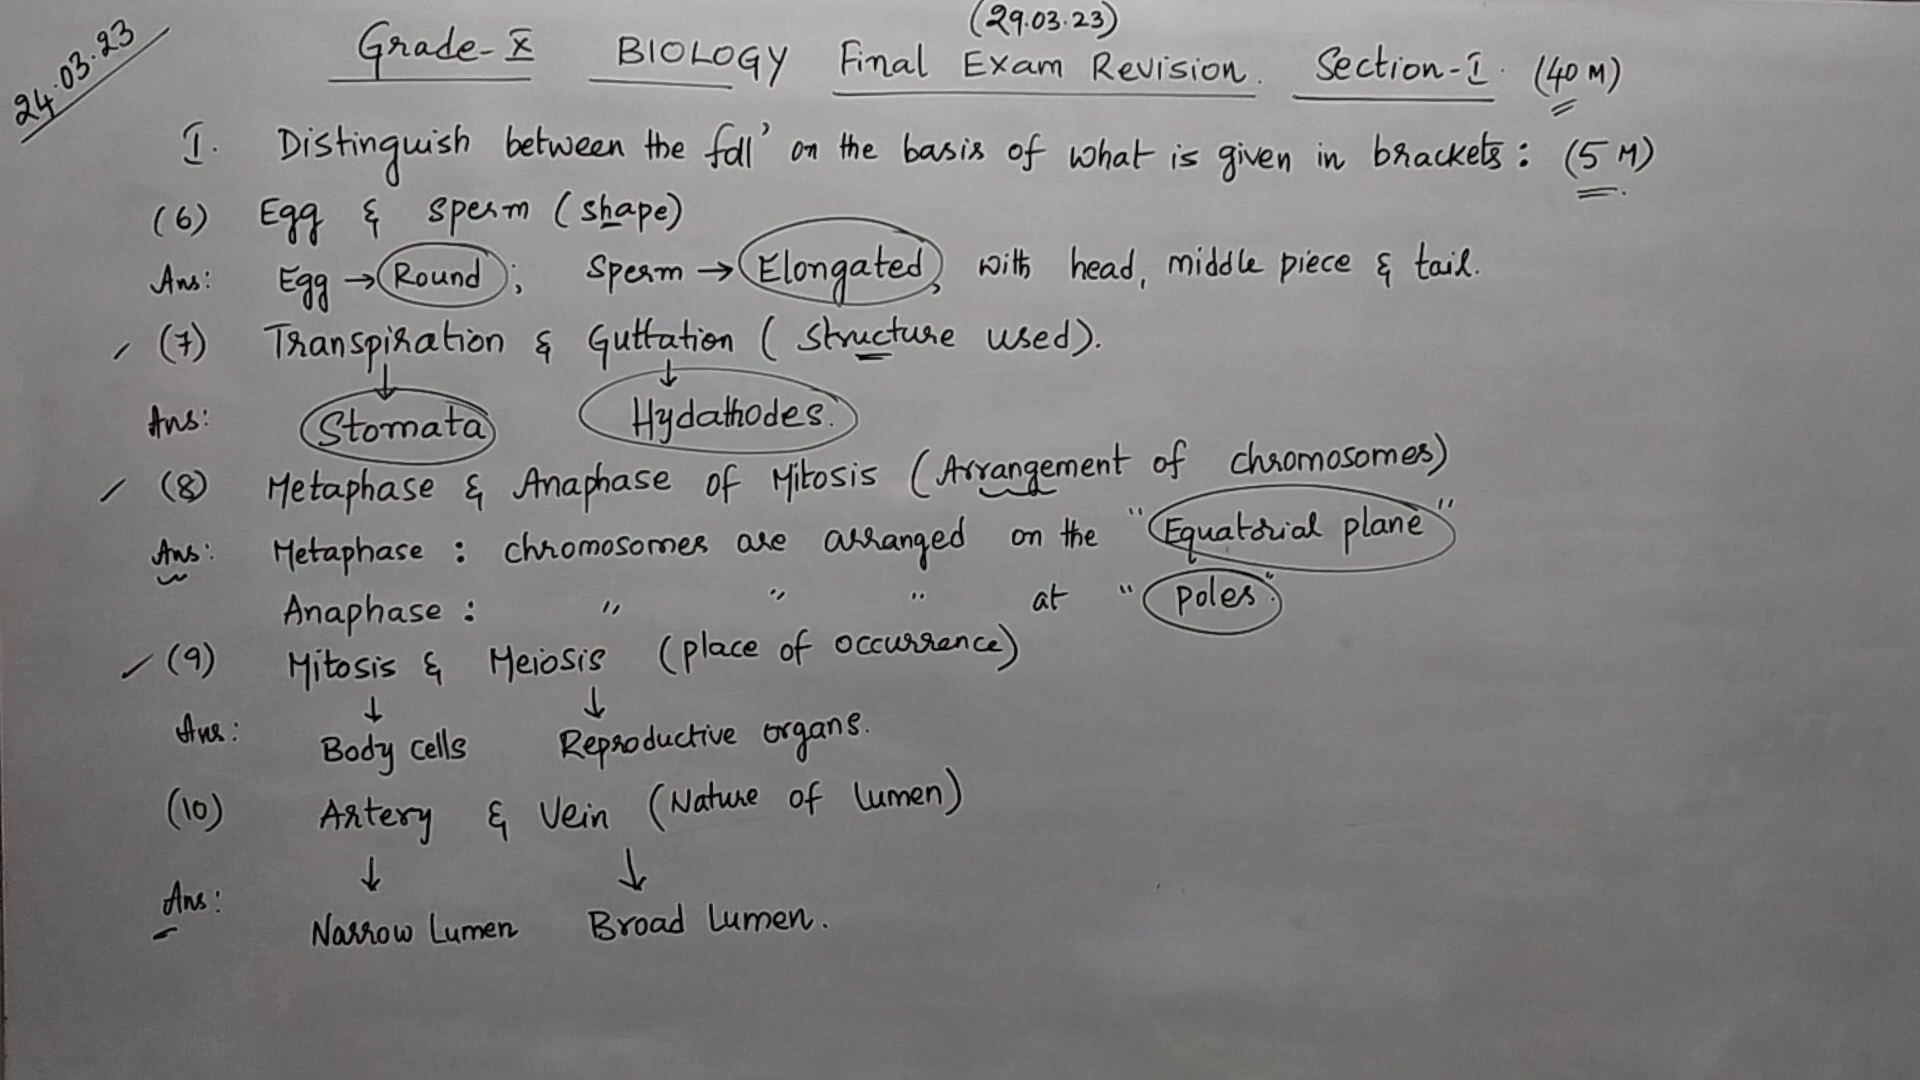 (29.03.23)
24.03.23
Grade-X BIOLOGY Final Exam Revision. Section-I. (40 M)
I. Distinguish between the foll' on the basis of what is given in brackets: (5 M)
(6) Egg & sperm (shape)
Ans: Egg → Round; Sperm → Elongated, with head, middle piece & tail.
(7) Transpiration & Guttation (structure used).
↓ ↓
Ans: Stomata Hydathodes.
(8) Metaphase & Anaphase of Mitosis (Arrangement of chromosomes)
Ans: Metaphase : chromosomes are arranged on the "Equatorial plane"
Anaphase : " " " at "poles".
(9) Mitosis & Meiosis (place of occurrence)
↓ ↓
Ans: Body cells Reproductive organs.
(10) Artery & Vein (Nature of lumen)
↓ ↓
Ans: Narrow Lumen Broad Lumen.